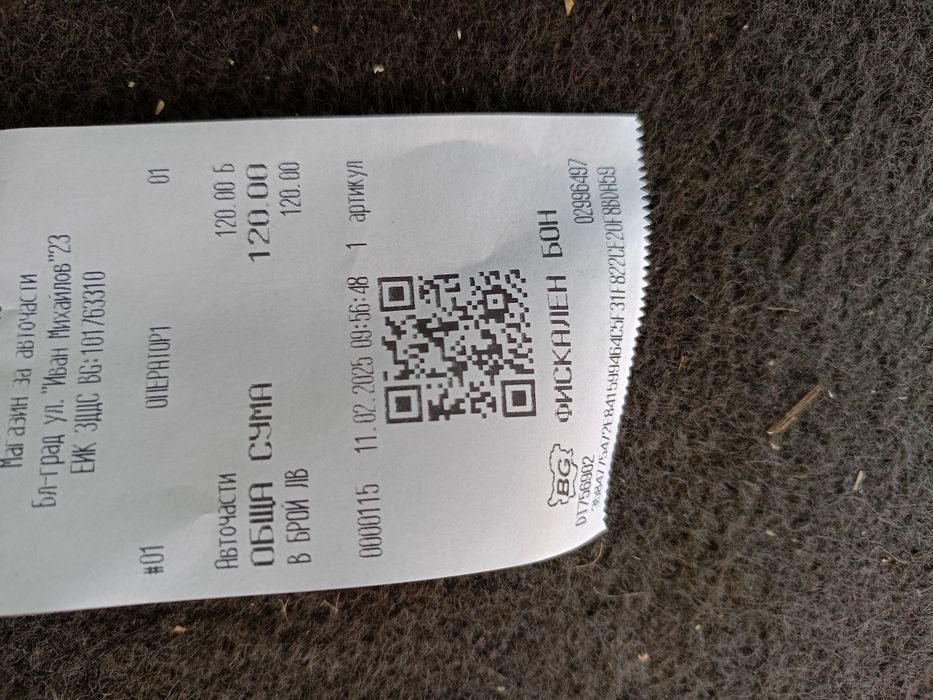 Магазин за авточасти
Бл-град ул. "Иван Михайлов"23
ЕИК ЗДДС BG:101763310
#01 ОПЕРАТОР1 01
Авточасти 120.00 Б
ОБЩА СУМА 120.00
В БРОЙ ЛВ 120.00
0000115 11.02.2025 09:56:48 1 артикул
BG ФИСКАЛЕН БОН
DT756902 02996497